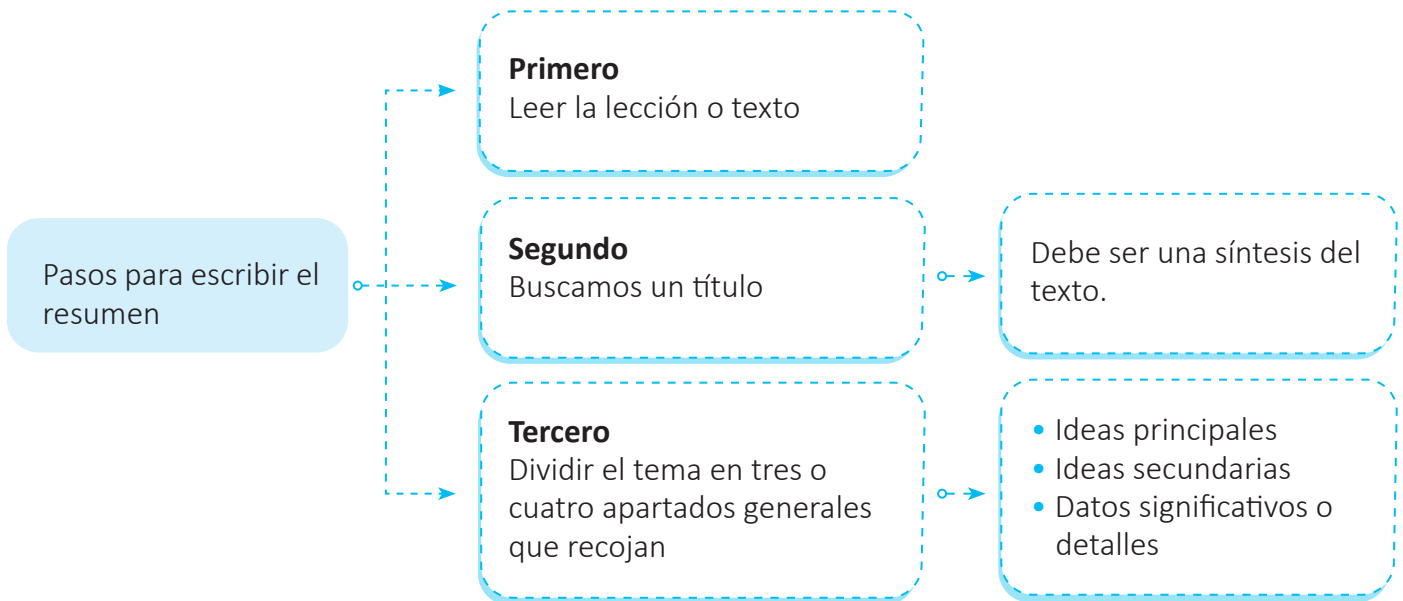 Pasos para escribir el
resumen
Primero
Leer la lección o texto
Segundo
Buscamos un título
Debe ser una síntesis del
texto.
Tercero
Dividir el tema en tres o
cuatro apartados generales
que recojan
• Ideas principales
• Ideas secundarias
• Datos significativos o
detalles